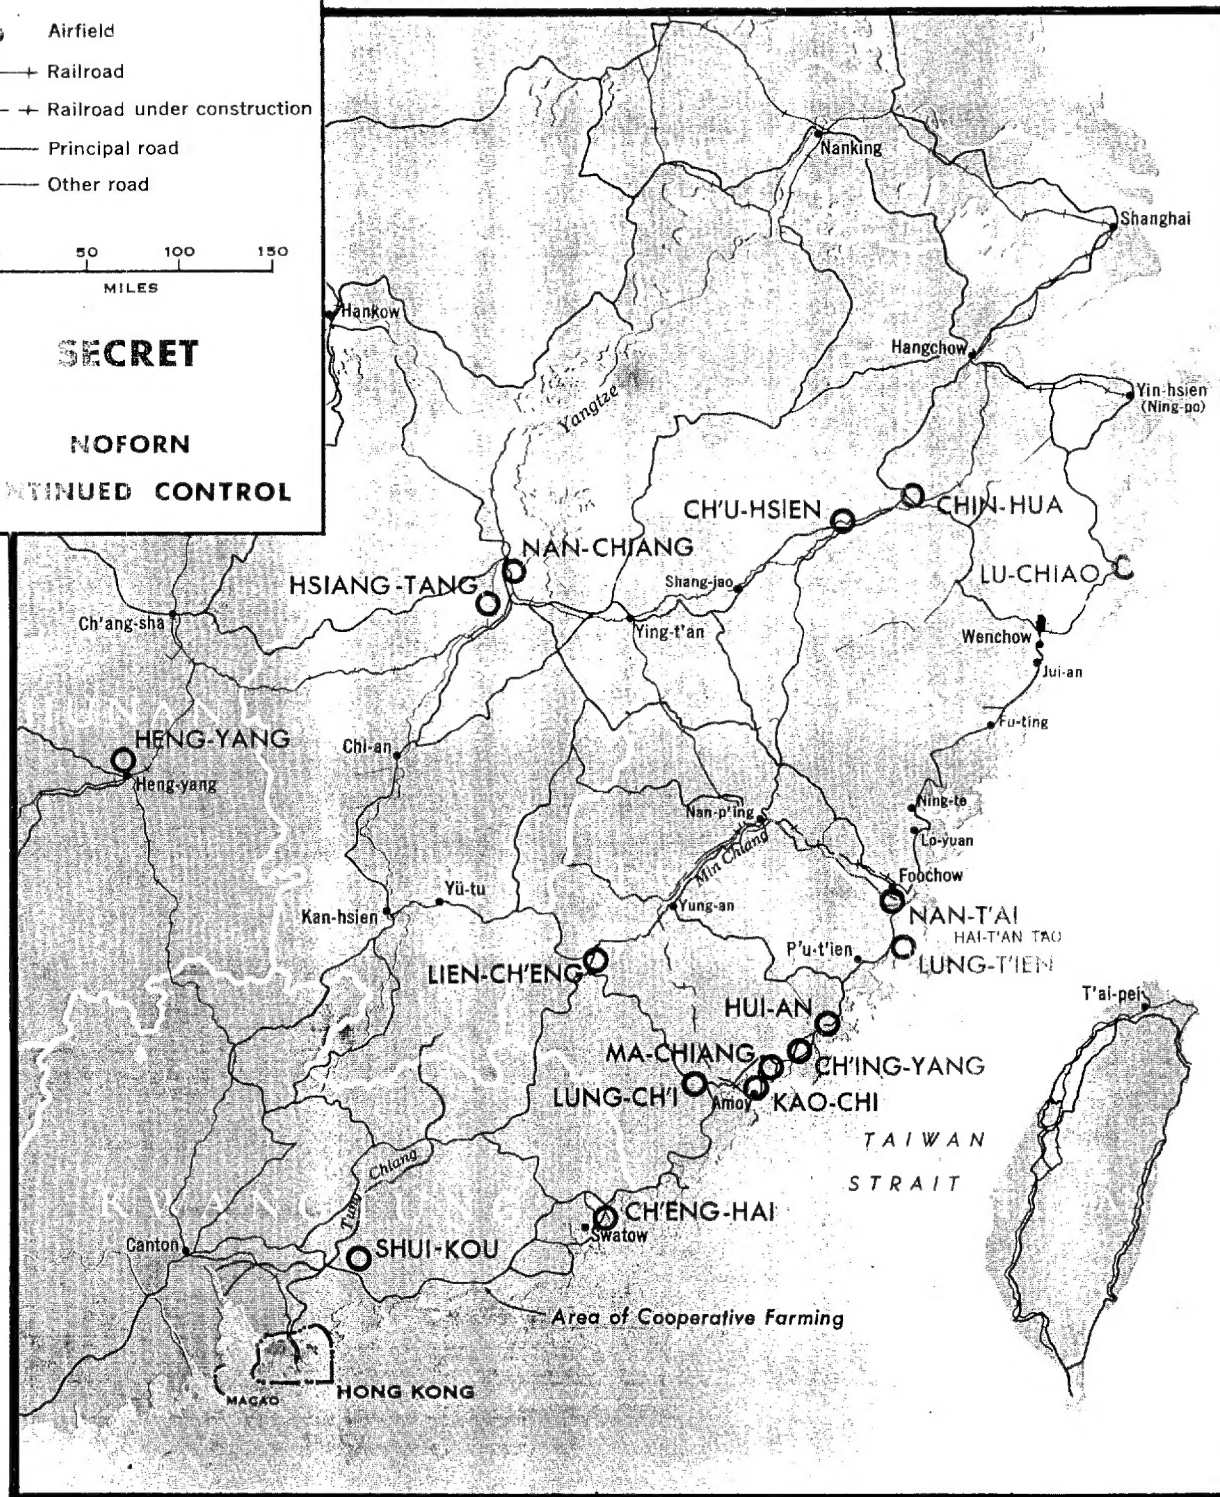 Airfield
Railroad
Railroad under construction
Principal road
Other road
50 100 150
MILES
SECRET
NOFORN
NTINUED CONTROL
Nanking
Shanghai
Hankow
Hangchow
Yin-hsien
(Ning-po)
Yangtze
CH'U-HSIEN
CHIN-HUA
NAN-CHIANG
HSIANG-TANG
Shang-jao
LU-CHIAO
Ch'ang-sha
Ying-t'an
Wenchow
Jui-an
HUNAN
HENG-YANG
Heng-yang
Chi-an
Fu-ting
Nan-p'ing
Min Chiang
Ning-te
Lo-yuan
Foochow
Yü-tu
Kan-hsien
Yung-an
NAN-T'AI
HAI-T'AN TAO
P'u-t'ien
LUNG-T'IEN
LIEN-CH'ENG
T'ai-pei
HUI-AN
MA-CHIANG
CH'ING-YANG
LUNG-CH'I
Amoy
KAO-CHI
TAIWAN
STRAIT
Tung Chiang
KWANGTUNG
CH'ENG-HAI
Swatow
Canton
SHUI-KOU
Area of Cooperative Farming
MACAO
HONG KONG